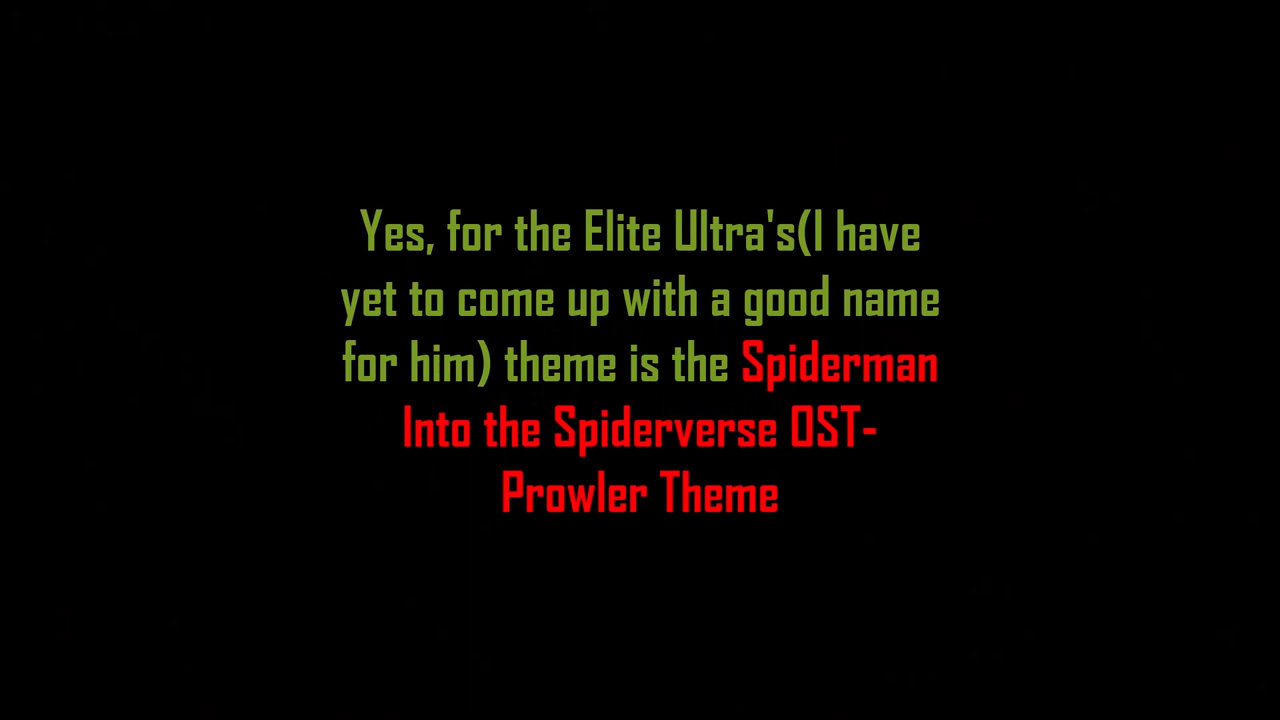 Yes, for the Elite Ultra's(I have
yet to come up with a good name
for him) theme is the Spiderman
Into the Spiderverse OST-
Prowler Theme